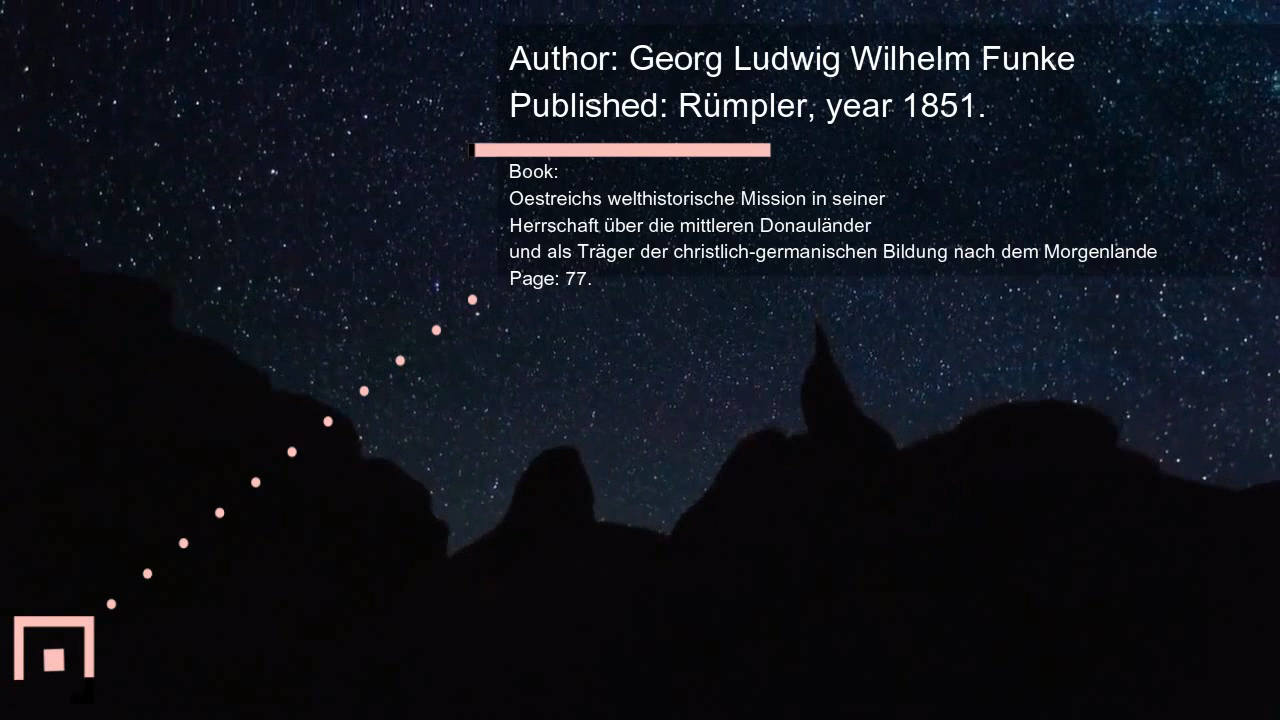 Author: Georg Ludwig Wilhelm Funke
Published: Rümpler, year 1851.
Book:
Oestreichs welthistorische Mission in seiner
Herrschaft über die mittleren Donauländer
und als Träger der christlich-germanischen Bildung nach dem Morgenlande
Page: 77.